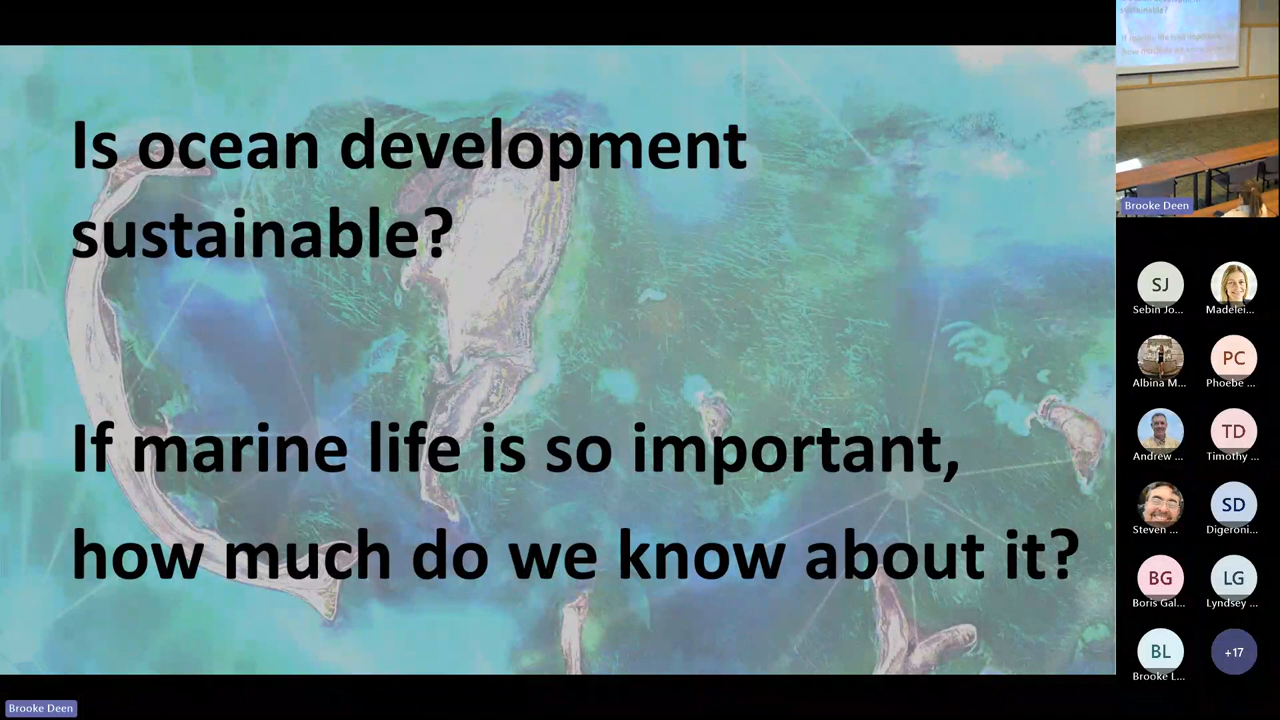 Is ocean development
sustainable?
If marine life is so important,
how much do we know about it?
sustainable?
Brooke Deen
SJ
Sebin Jo...
Madelei...
Albina M...
PC
Phoebe ...
Andrew ...
TD
Timothy ...
Steven ...
SD
Digeroni...
BG
Boris Gal...
LG
Lyndsey ...
BL
Brooke L...
+17
Brooke Deen